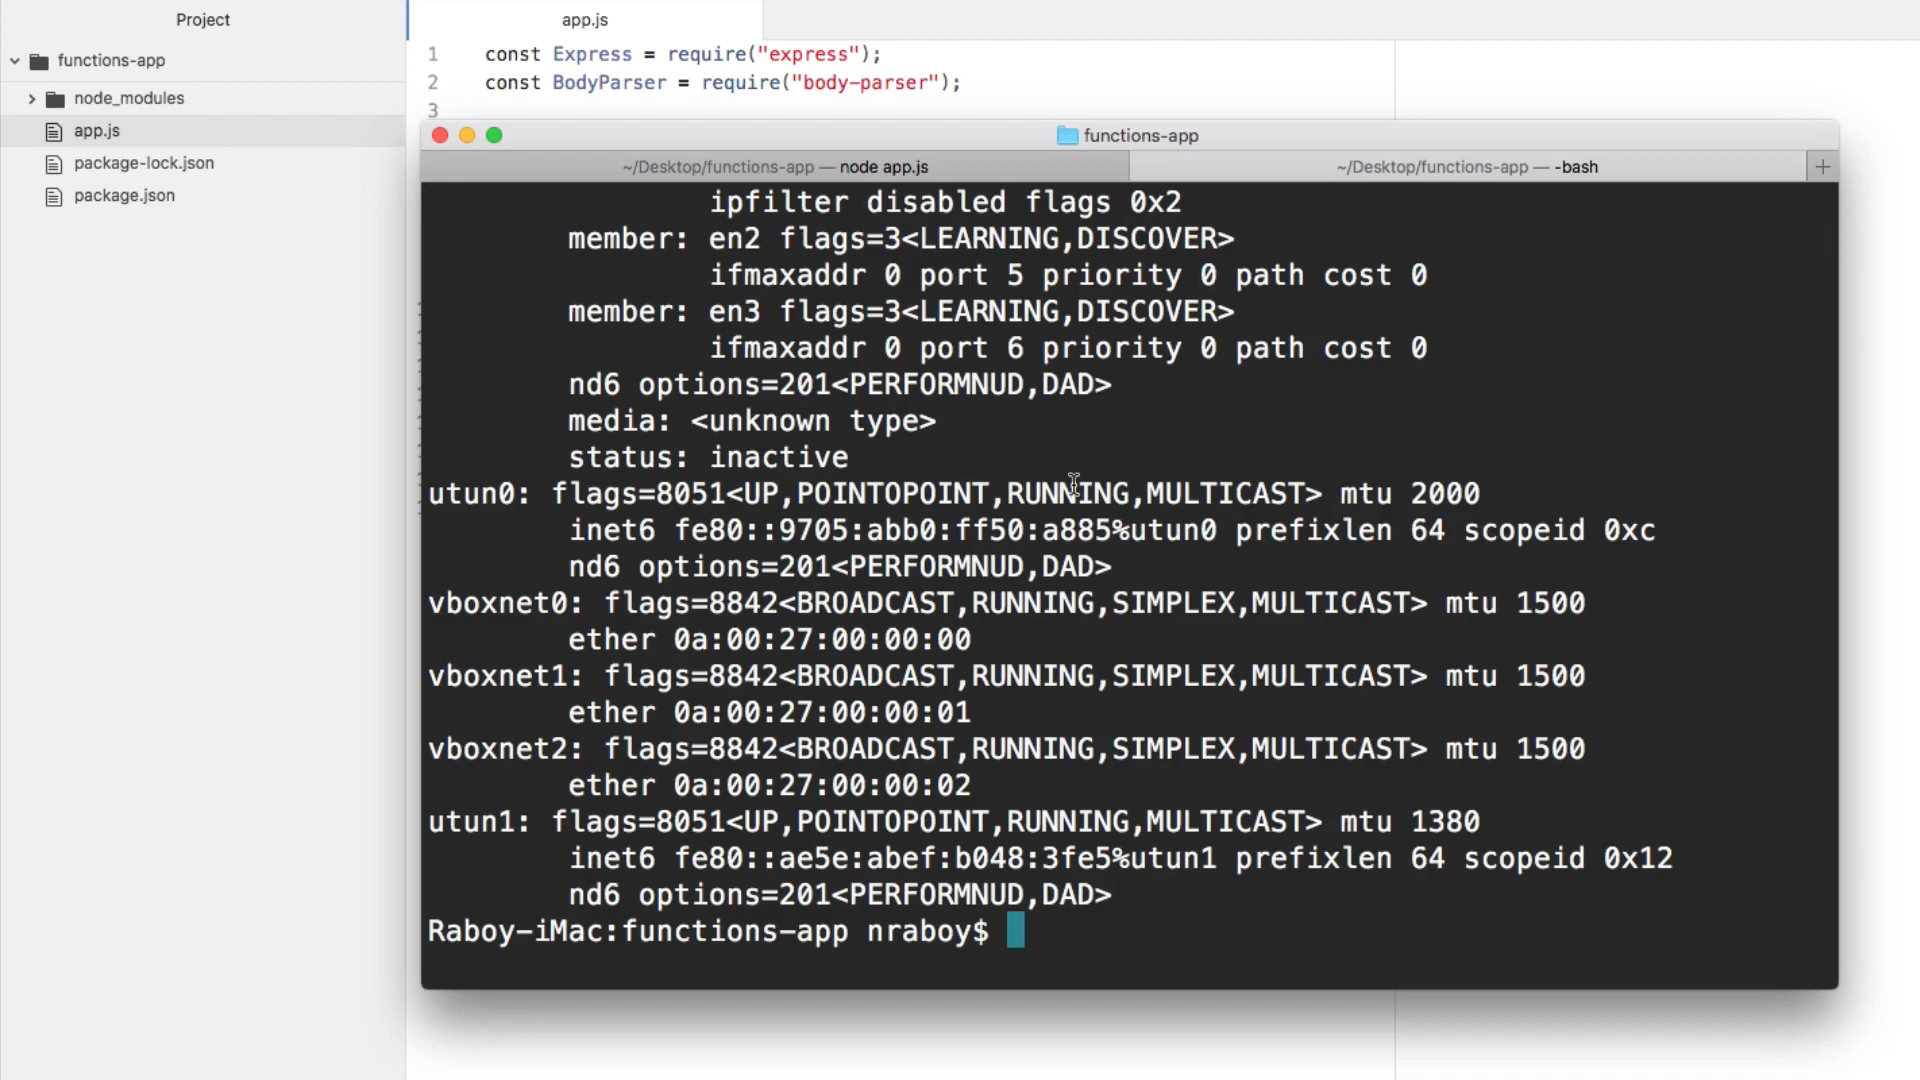 Project
app.js
functions-app
node_modules
app.js
package-lock.json
package.json
1 const Express = require("express");
2 const BodyParser = require("body-parser");
3
functions-app
~/Desktop/functions-app — node app.js
~/Desktop/functions-app — -bash
ipfilter disabled flags 0x2
member: en2 flags=3<LEARNING,DISCOVER>
ifmaxaddr 0 port 5 priority 0 path cost 0
member: en3 flags=3<LEARNING,DISCOVER>
ifmaxaddr 0 port 6 priority 0 path cost 0
nd6 options=201<PERFORMNUD,DAD>
media: <unknown type>
status: inactive
utun0: flags=8051<UP,POINTOPOINT,RUNNING,MULTICAST> mtu 2000
inet6 fe80::9705:abb0:ff50:a885%utun0 prefixlen 64 scopeid 0xc
nd6 options=201<PERFORMNUD,DAD>
vboxnet0: flags=8842<BROADCAST,RUNNING,SIMPLEX,MULTICAST> mtu 1500
ether 0a:00:27:00:00:00
vboxnet1: flags=8842<BROADCAST,RUNNING,SIMPLEX,MULTICAST> mtu 1500
ether 0a:00:27:00:00:01
vboxnet2: flags=8842<BROADCAST,RUNNING,SIMPLEX,MULTICAST> mtu 1500
ether 0a:00:27:00:00:02
utun1: flags=8051<UP,POINTOPOINT,RUNNING,MULTICAST> mtu 1380
inet6 fe80::ae5e:abef:b048:3fe5%utun1 prefixlen 64 scopeid 0x12
nd6 options=201<PERFORMNUD,DAD>
Raboy-iMac:functions-app nraboy$